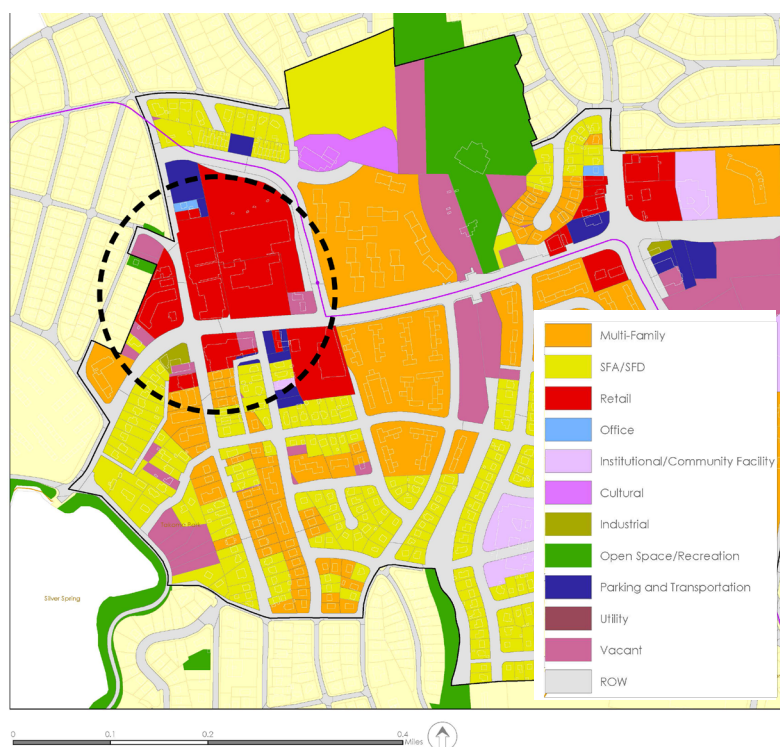 Multi-Family
SFA/SFD
Retail
Office
Institutional/Community Facility
Cultural
Industrial
Open Space/Recreation
Parking and Transportation
Utility
Vacant
ROW
Silver Spring
0 0.1 0.2 0.4
Miles